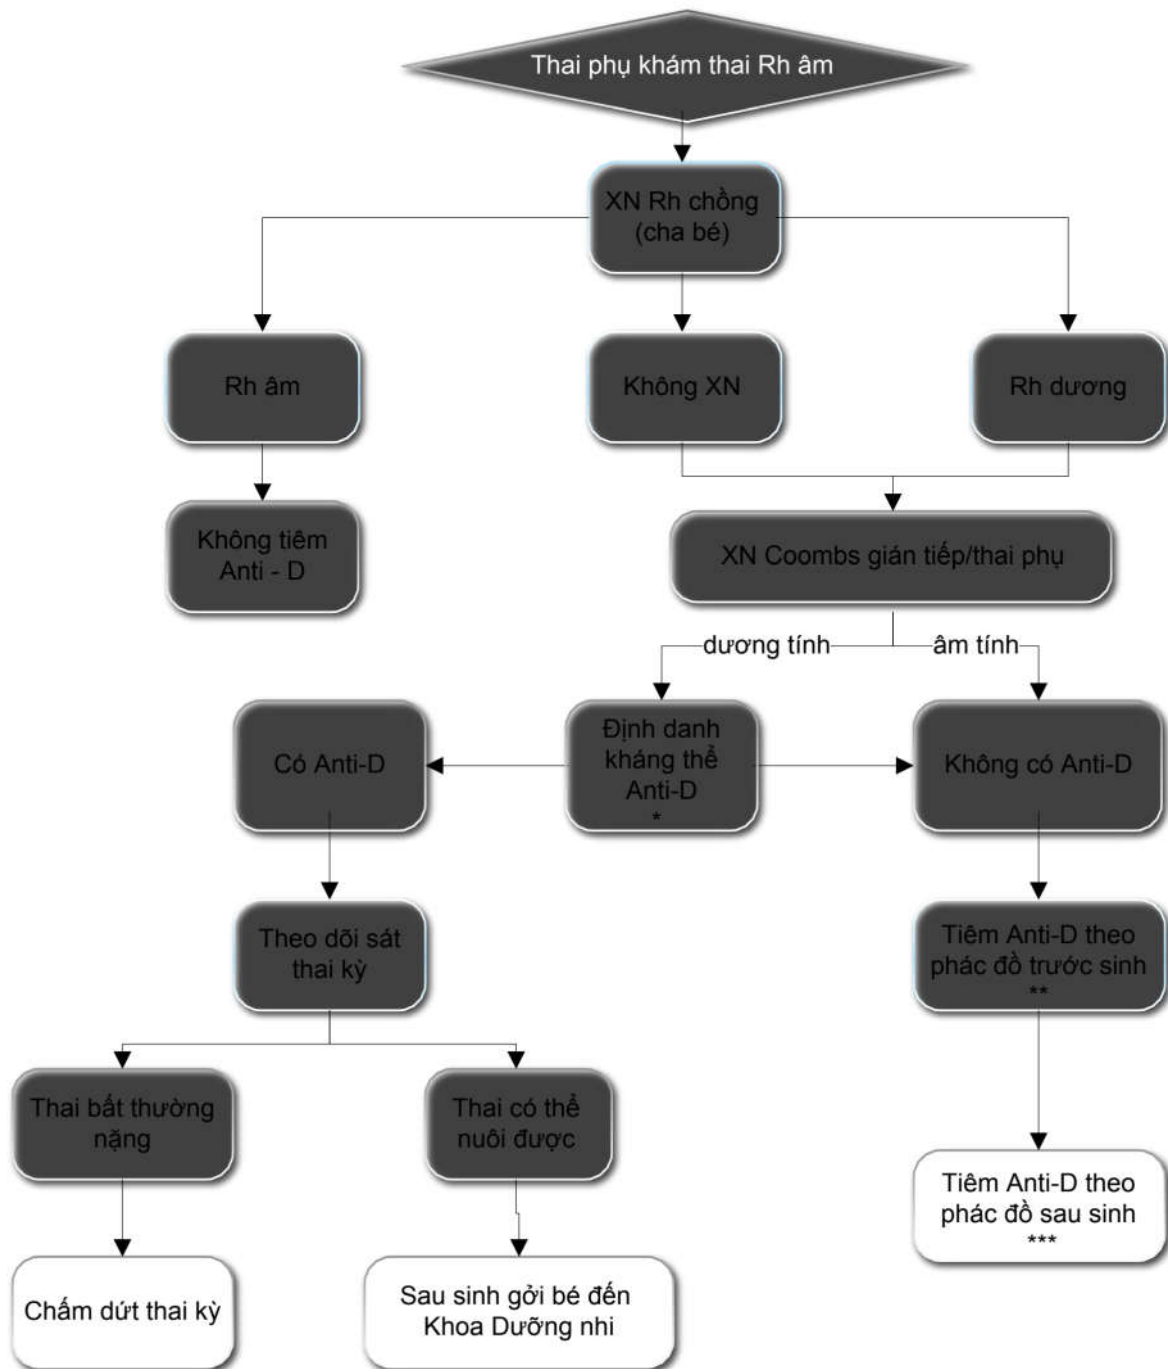 Thai phụ khám thai Rh âm
XN Rh chồng
(cha bé)
Rh âm
Không XN
Rh dương
Không tiêm
Anti - D
XN Coombs gián tiếp/thai phụ
dương tính
âm tính
Có Anti-D
Định danh
kháng thể
Anti-D
*
Không có Anti-D
Theo dõi sát
thai kỳ
Tiêm Anti-D theo
phác đồ trước sinh
**
Thai bất thường
nặng
Thai có thể
nuôi được
Tiêm Anti-D theo
phác đồ sau sinh
***
Chấm dứt thai kỳ
Sau sinh gởi bé đến
Khoa Dưỡng nhi